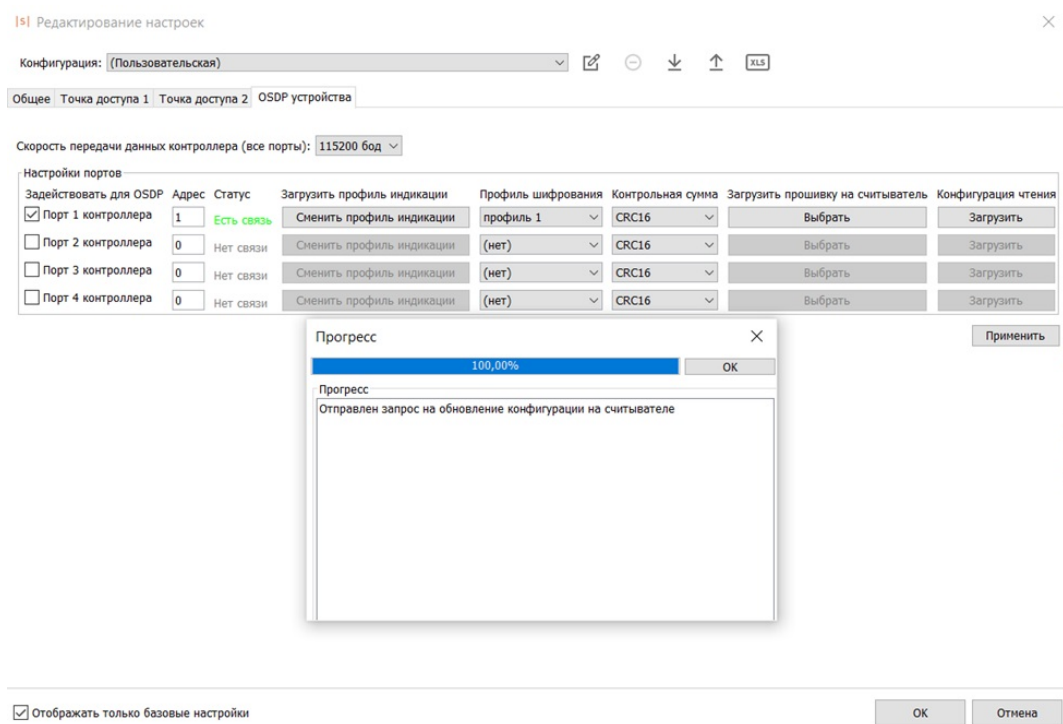 |s| Редактирование настроек
Конфигурация: (Пользовательская) XLS
Общее Точка доступа 1 Точка доступа 2 OSDP устройства
Скорость передачи данных контроллера (все порты): 115200 бод
Настройки портов
Задействовать для OSDP Адрес Статус Загрузить профиль индикации Профиль шифрования Контрольная сумма Загрузить прошивку на считыватель Конфигурация чтения
Порт 1 контроллера 1 Есть связь Сменить профиль индикации профиль 1 CRC16 Выбрать Загрузить
Порт 2 контроллера 0 Нет связи Сменить профиль индикации (нет) CRC16 Выбрать Загрузить
Порт 3 контроллера 0 Нет связи Сменить профиль индикации (нет) CRC16 Выбрать Загрузить
Порт 4 контроллера 0 Нет связи Сменить профиль индикации (нет) CRC16 Выбрать Загрузить
Применить
Прогресс
100,00% OK
Прогресс
Отправлен запрос на обновление конфигурации на считывателе
Отображать только базовые настройки OK Отмена